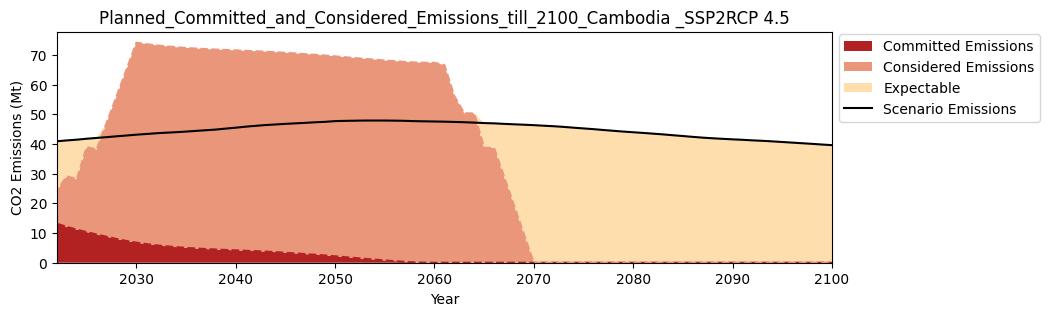 Planned_Committed_and_Considered_Emissions_till_2100_Cambodia _SSP2RCP 4.5
Committed Emissions
Considered Emissions
Expectable
Scenario Emissions
CO2 Emissions (Mt)
70
60
50
40
30
20
10
0
2030 2040 2050 2060 2070 2080 2090 2100
Year